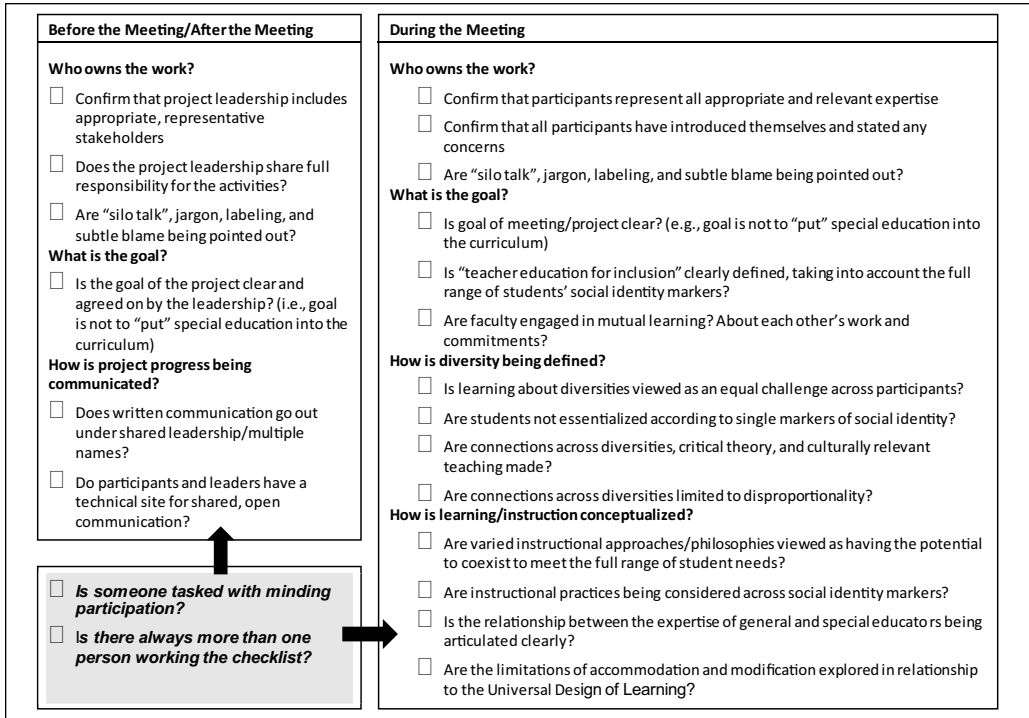 Before the Meeting/After the Meeting
Who owns the work?
☐ Confirm that project leadership includes
appropriate, representative
stakeholders
☐ Does the project leadership share full
responsibility for the activities?
☐ Are “silo talk”, jargon, labeling, and
subtle blame being pointed out?
What is the goal?
☐ Is the goal of the project clear and
agreed on by the leadership? (i.e., goal
is not to “put” special education into the
curriculum)
How is project progress being
communicated?
☐ Does written communication go out
under shared leadership/multiple
names?
☐ Do participants and leaders have a
technical site for shared, open
communication?
☐ Is someone tasked with minding
participation?
☐ Is there always more than one
person working the checklist?
During the Meeting
Who owns the work?
☐ Confirm that participants represent all appropriate and relevant expertise
☐ Confirm that all participants have introduced themselves and stated any
concerns
☐ Are “silo talk”, jargon, labeling, and subtle blame being pointed out?
What is the goal?
☐ Is goal of meeting/project clear? (e.g., goal is not to “put” special education into
the curriculum)
☐ Is “teacher education for inclusion” clearly defined, taking into account the full
range of students’ social identity markers?
☐ Are faculty engaged in mutual learning? About each other’s work and
commitments?
How is diversity being defined?
☐ Is learning about diversities viewed as an equal challenge across participants?
☐ Are students not essentialized according to single markers of social identity?
☐ Are connections across diversities, critical theory, and culturally relevant
teaching made?
☐ Are connections across diversities limited to disproportionality?
How is learning/instruction conceptualized?
☐ Are varied instructional approaches/philosophies viewed as having the potential
to coexist to meet the full range of student needs?
☐ Are instructional practices being considered across social identity markers?
☐ Is the relationship between the expertise of general and special educators being
articulated clearly?
☐ Are the limitations of accommodation and modification explored in relationship
to the Universal Design of Learning?